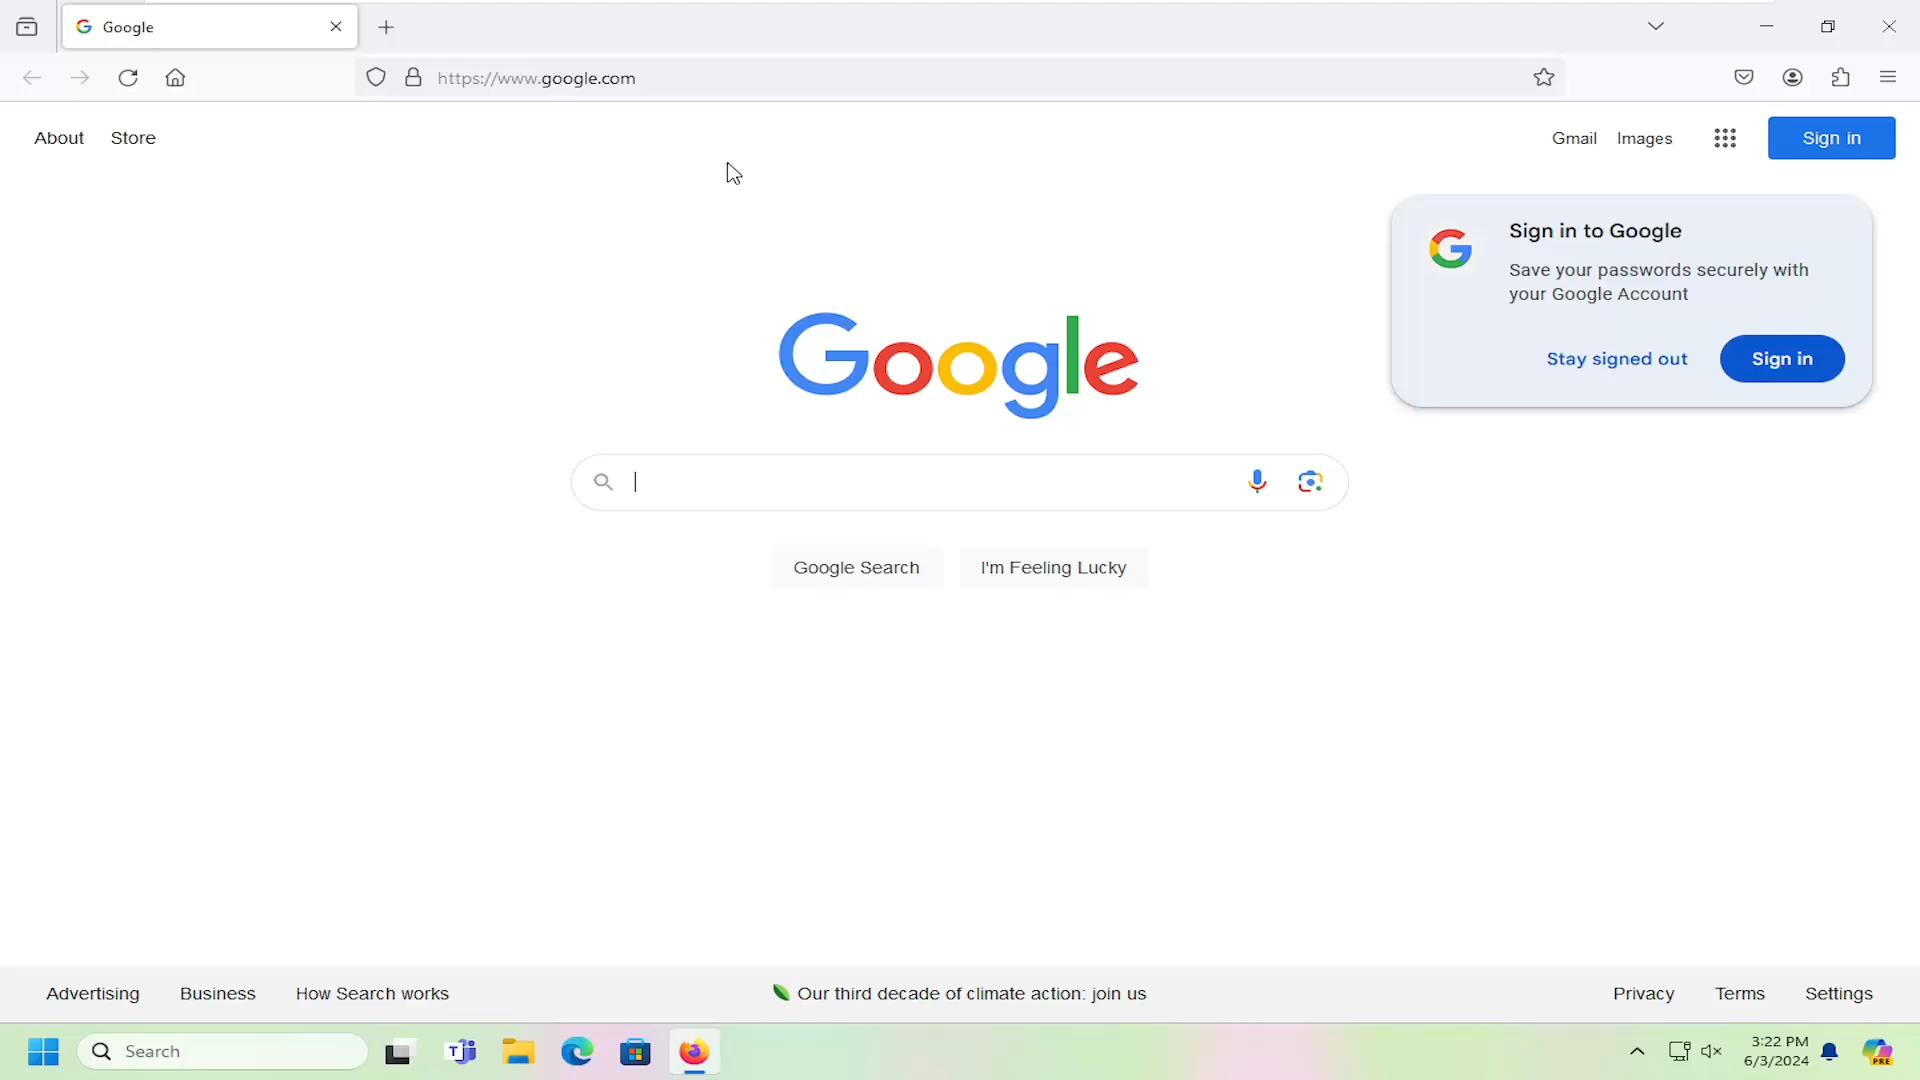 Google
https://www.google.com
About Store
Gmail Images Sign in
Sign in to Google
Save your passwords securely with
your Google Account
Stay signed out Sign in
Google
Google Search I'm Feeling Lucky
Advertising Business How Search works
Our third decade of climate action: join us
Privacy Terms Settings
Search
3:22 PM
6/3/2024
PRE